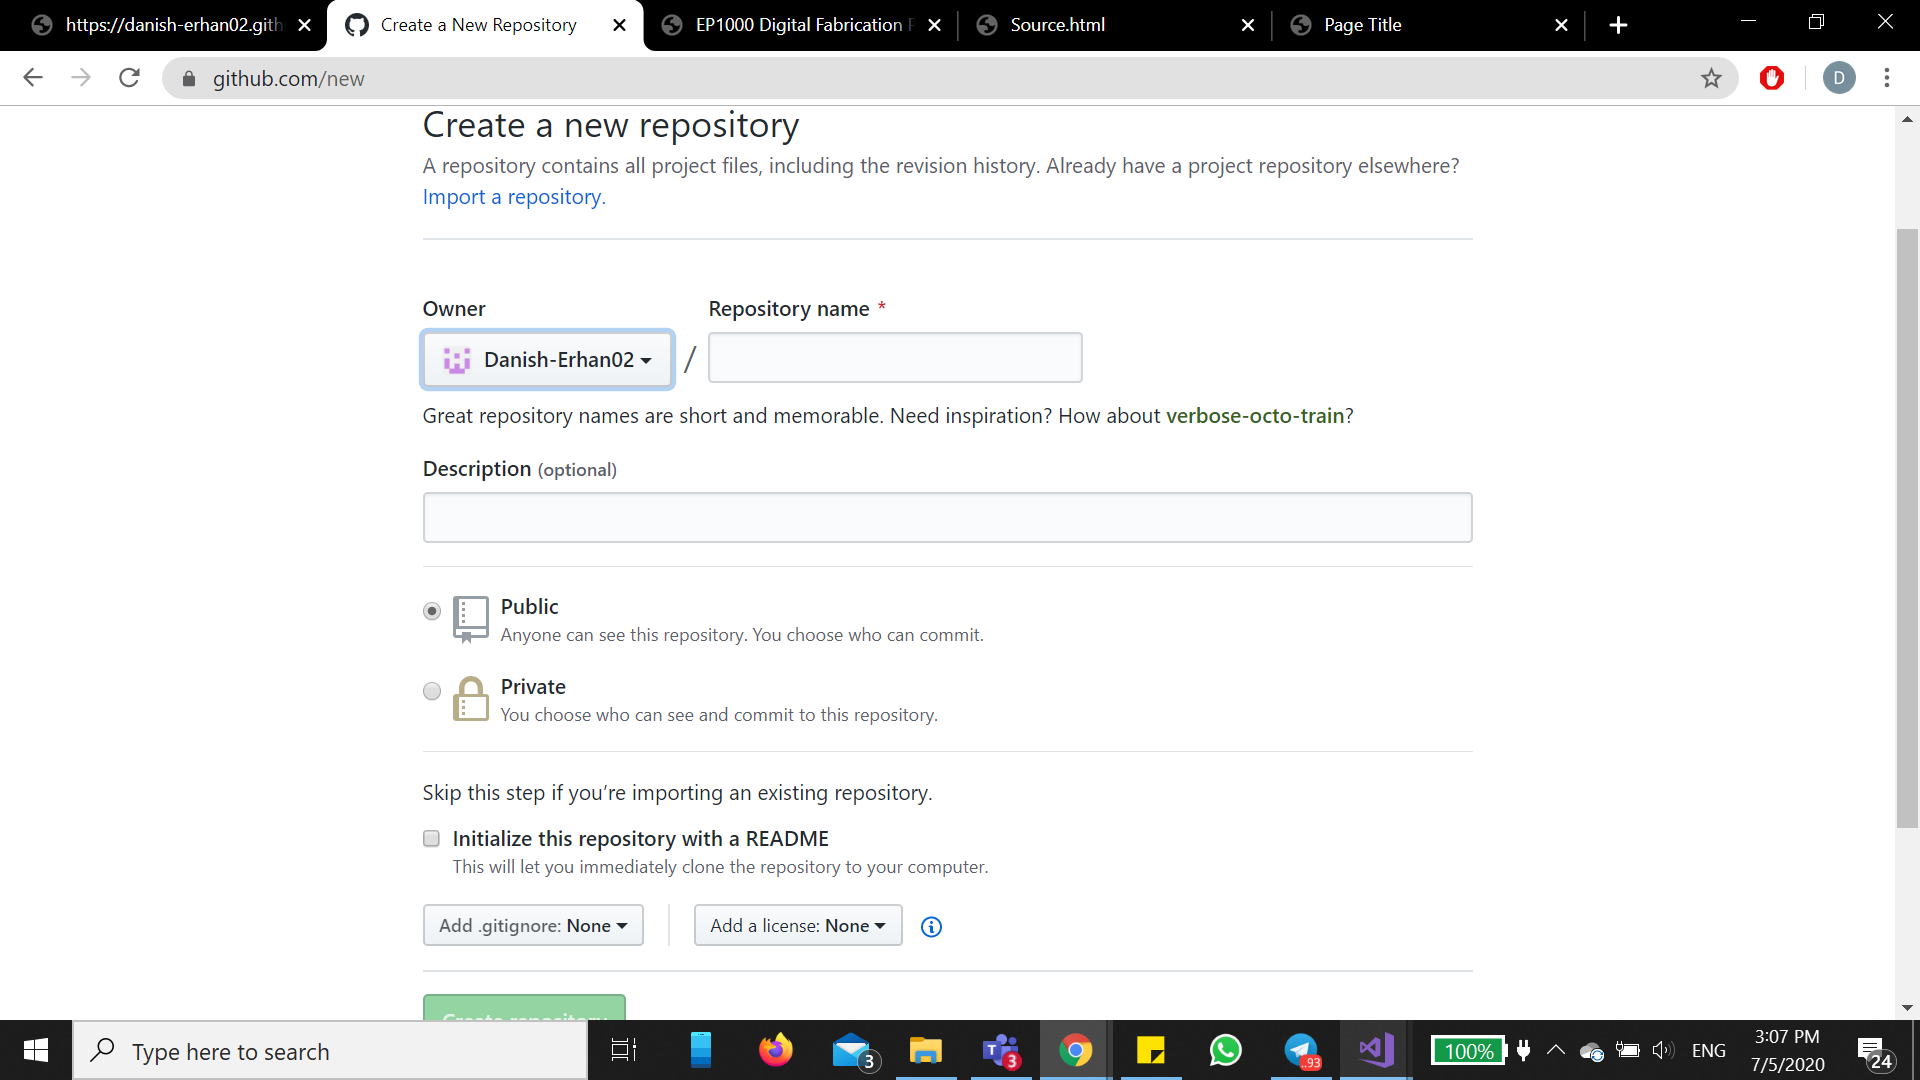 https://danish-erhan02.gith
Create a New Repository
EP1000 Digital Fabrication
Source.html
Page Title
github.com/new
D
Create a new repository
A repository contains all project files, including the revision history. Already have a project repository elsewhere?
Import a repository.
Owner
Repository name *
Danish-Erhan02
/
Great repository names are short and memorable. Need inspiration? How about verbose-octo-train?
Description (optional)
Public
Anyone can see this repository. You choose who can commit.
Private
You choose who can see and commit to this repository.
Skip this step if you’re importing an existing repository.
Initialize this repository with a README
This will let you immediately clone the repository to your computer.
Add .gitignore: None
Add a license: None
Create repository
Type here to search
3
3
.93
100%
ENG
3:07 PM
7/5/2020
24